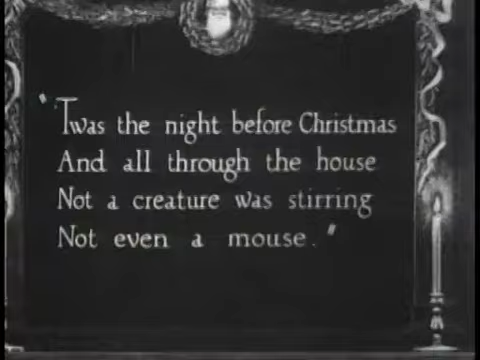 "'Twas the night before Christmas
And all through the house
Not a creature was stirring
Not even a mouse."